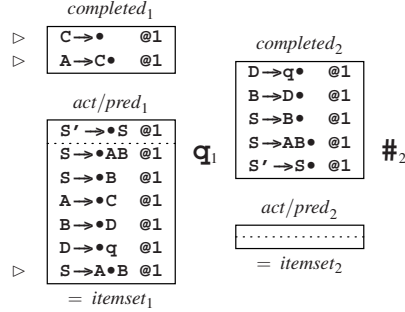 completed₁
▷ C→• @1
▷ A→C• @1
act/pred₁
S'→•S @1
S→•AB @1
S→•B @1
A→•C @1
B→•D @1
D→•q @1
▷ S→A•B @1
= itemset₁
q₁
completed₂
D→q• @1
B→D• @1
S→B• @1
S→AB• @1
S'→S• @1
act/pred₂
= itemset₂
#₂